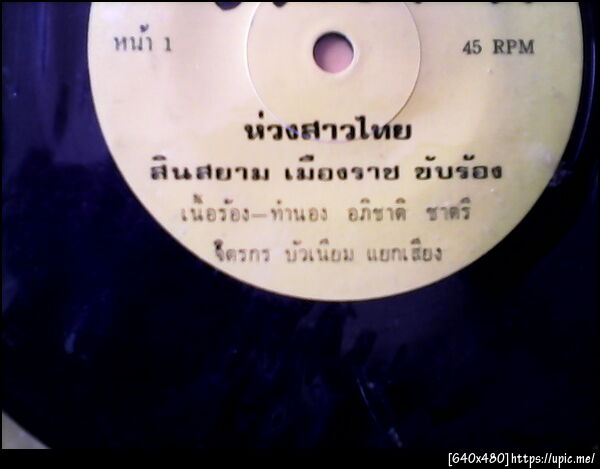 หน้า 1
45 RPM
ห่วงสาวไทย
สินสยาม เมืองราช ขับร้อง
เนื้อร้อง–ทำนอง อภิชาติ ชาตรี
จิตรกร บัวเนียม แยกเสียง
[640x480]https://upic.me/